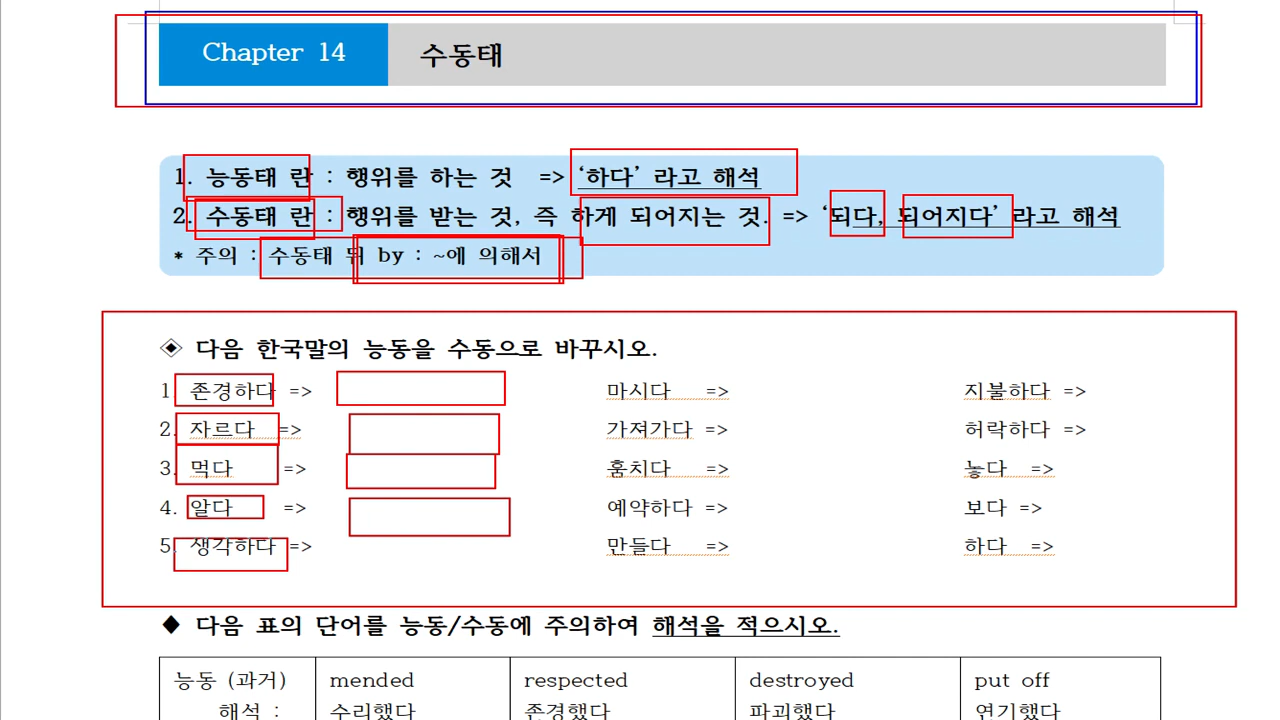 Chapter 14 수동태
1. 능동태 란 : 행위를 하는 것 => ‘하다’ 라고 해석
2. 수동태 란 : 행위를 받는 것, 즉 하게 되어지는 것. => ‘되다, 되어지다’ 라고 해석
* 주의 : 수동태 뒤 by : ~에 의해서
◈ 다음 한국말의 능동을 수동으로 바꾸시오.
1 존경하다 => 마시다 => 지불하다 =>
2. 자르다 => 가져가다 => 허락하다 =>
3. 먹다 => 훔치다 => 놓다 =>
4. 알다 => 예약하다 => 보다 =>
5. 생각하다 => 만들다 => 하다 =>
◆ 다음 표의 단어를 능동/수동에 주의하여 해석을 적으시오.
능동 (과거) mended respected destroyed put off
해석 : 수리했다 존경했다 파괴했다 연기했다